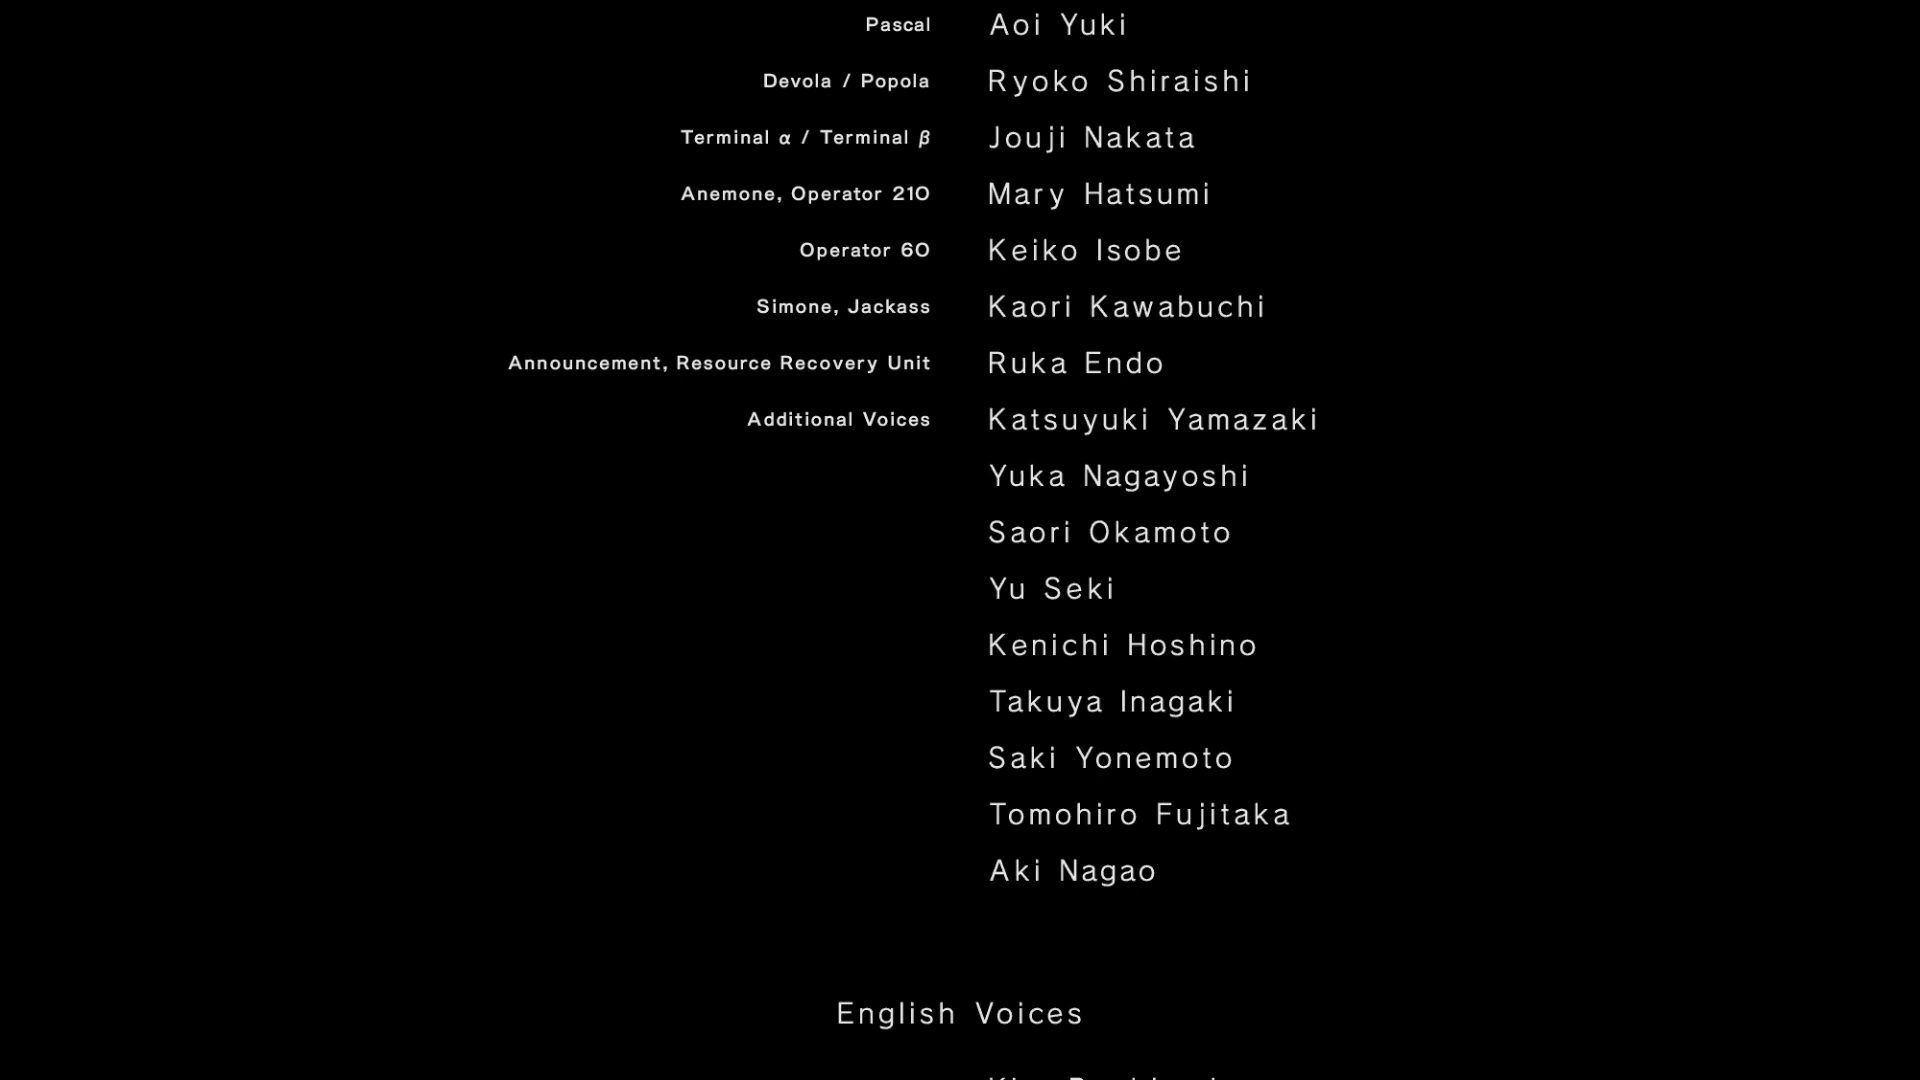 Pascal Aoi Yuki
Devola / Popola Ryoko Shiraishi
Terminal α / Terminal β Jouji Nakata
Anemone, Operator 21O Mary Hatsumi
Operator 6O Keiko Isobe
Simone, Jackass Kaori Kawabuchi
Announcement, Resource Recovery Unit Ruka Endo
Additional Voices Katsuyuki Yamazaki
Yuka Nagayoshi
Saori Okamoto
Yu Seki
Kenichi Hoshino
Takuya Inagaki
Saki Yonemoto
Tomohiro Fujitaka
Aki Nagao
English Voices